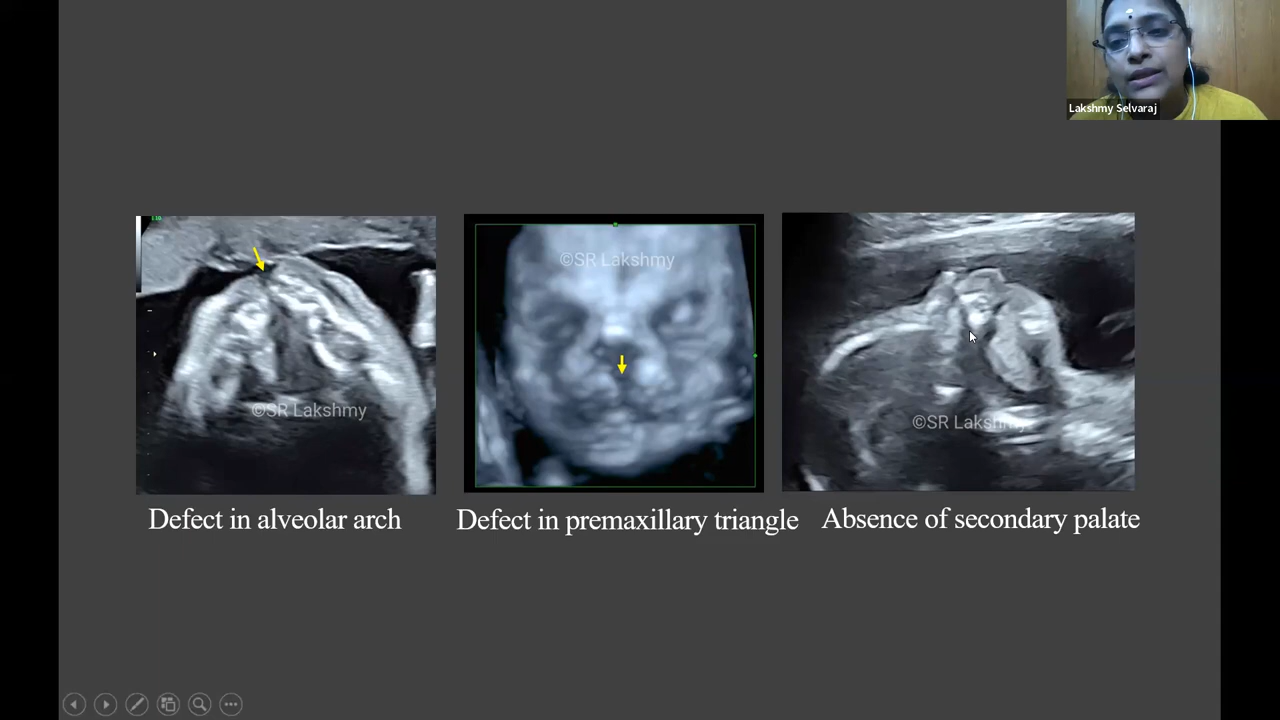 Lakshmy Selvaraj
©SR Lakshmy
©SR Lakshmy
©SR Lakshmy
Defect in alveolar arch
Defect in premaxillary triangle
Absence of secondary palate